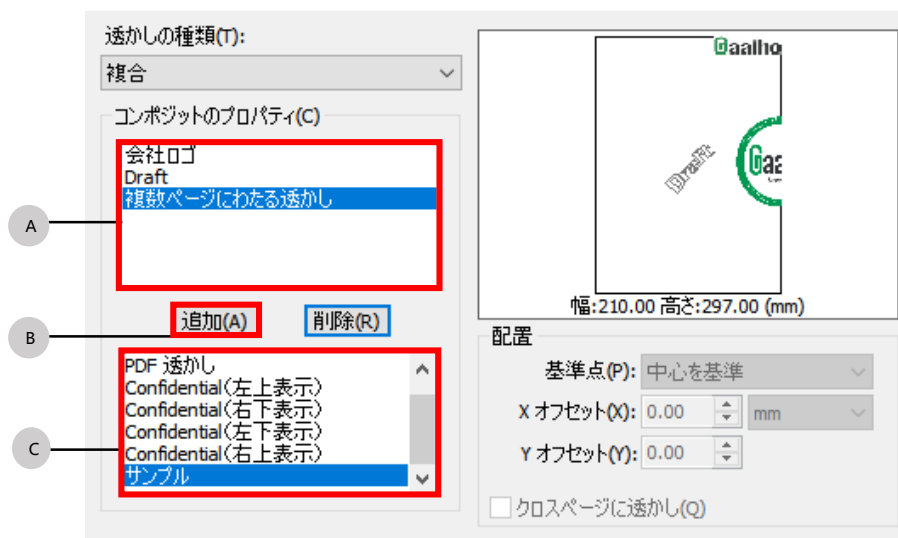 透かしの種類(T):
複合
コンポジットのプロパティ(C)
会社ロゴ
Draft
複数ページにわたる透かし
A
追加(A) 削除(R)
B
PDF 透かし
Confidential(左上表示)
Confidential(右下表示)
Confidential(左下表示)
Confidential(右上表示)
サンプル
C
Gaalho
Draft
Gaa
幅:210.00 高さ:297.00 (mm)
配置
基準点(P): 中心を基準
X オフセット(X): 0.00 mm
Y オフセット(Y): 0.00
クロスページに透かし(Q)